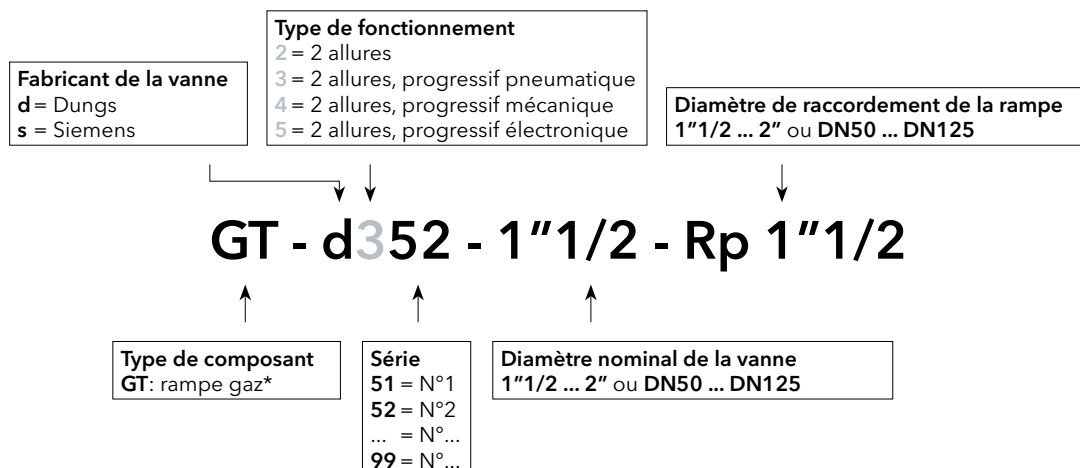 Type de fonctionnement
2 = 2 allures
3 = 2 allures, progressif pneumatique
4 = 2 allures, progressif mécanique
5 = 2 allures, progressif électronique
Fabricant de la vanne
d = Dungs
s = Siemens
Diamètre de raccordement de la rampe
1"1/2 ... 2" ou DN50 ... DN125
GT - d352 - 1"1/2 - Rp 1"1/2
Type de composant
GT: rampe gaz*
Série
51 = N°1
52 = N°2
... = N°...
99 = N°...
Diamètre nominal de la vanne
1"1/2 ... 2" ou DN50 ... DN125